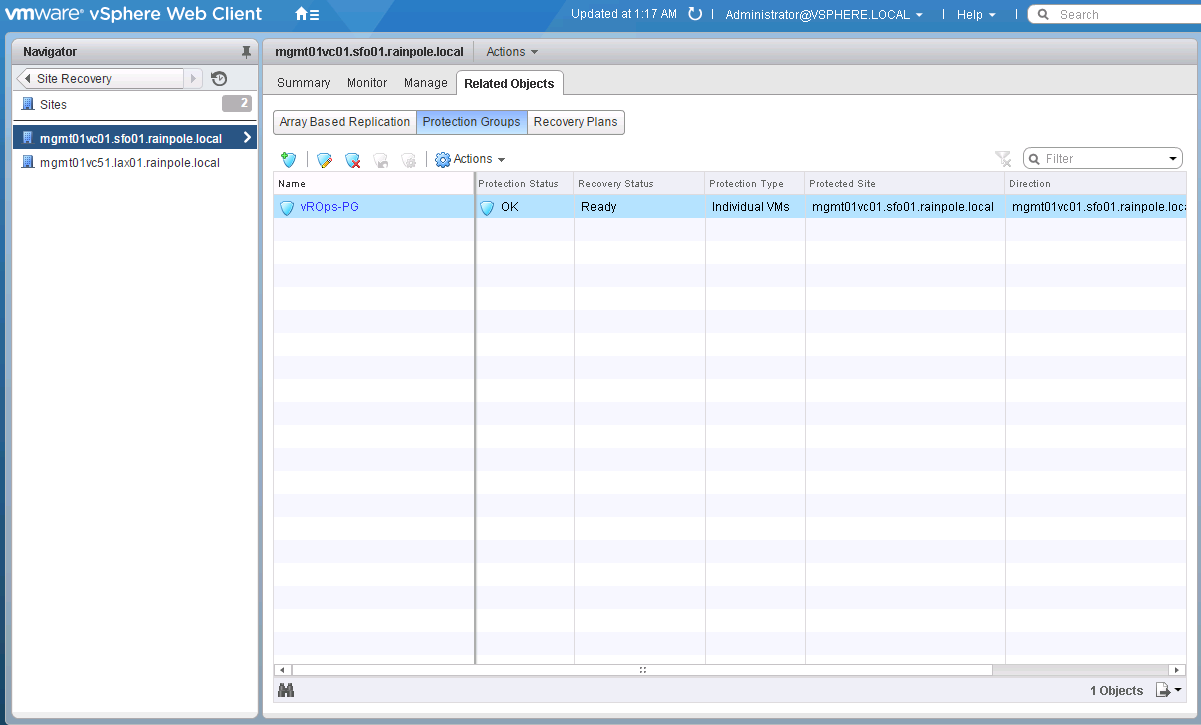 vmware® vSphere Web Client
Updated at 1:17 AM
Administrator@VSPHERE.LOCAL
Help
Search
Navigator
Site Recovery
Sites
2
mgmt01vc01.sfo01.rainpole.local
mgmt01vc51.lax01.rainpole.local
mgmt01vc01.sfo01.rainpole.local
Actions
Summary
Monitor
Manage
Related Objects
Array Based Replication
Protection Groups
Recovery Plans
Actions
Filter
Name
Protection Status
Recovery Status
Protection Type
Protected Site
Direction
vROps-PG
OK
Ready
Individual VMs
mgmt01vc01.sfo01.rainpole.local
mgmt01vc01.sfo01.rainpole.loc
1 Objects